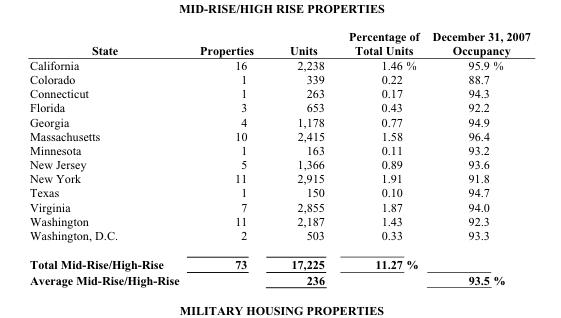 MID-RISE/HIGH RISE PROPERTIES
Percentage of December 31, 2007
State Properties Units Total Units Occupancy
California 16 2,238 1.46 % 95.9 %
Colorado 1 339 0.22 88.7
Connecticut 1 263 0.17 94.3
Florida 3 653 0.43 92.2
Georgia 4 1,178 0.77 94.9
Massachusetts 10 2,415 1.58 96.4
Minnesota 1 163 0.11 93.2
New Jersey 5 1,366 0.89 93.6
New York 11 2,915 1.91 91.8
Texas 1 150 0.10 94.7
Virginia 7 2,855 1.87 94.0
Washington 11 2,187 1.43 92.3
Washington, D.C. 2 503 0.33 93.3
Total Mid-Rise/High-Rise 73 17,225 11.27 %
Average Mid-Rise/High-Rise 236 93.5 %
MILITARY HOUSING PROPERTIES